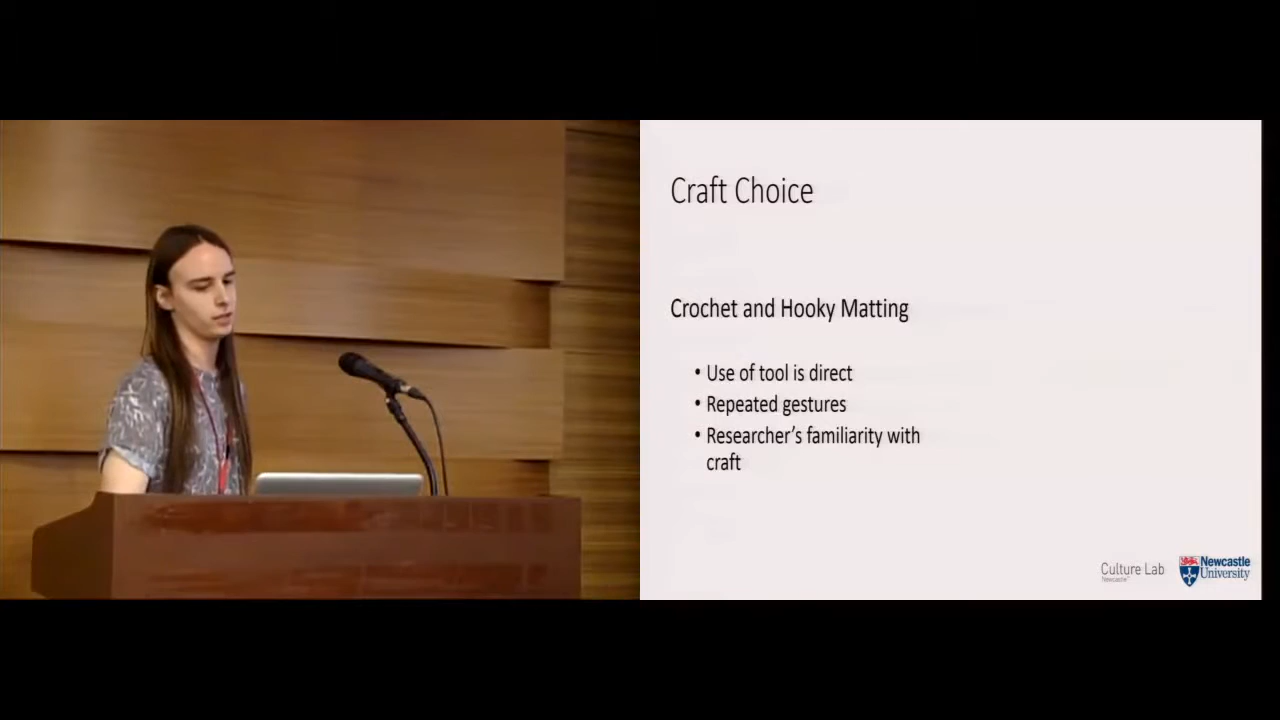 Craft Choice
Crochet and Hooky Matting
• Use of tool is direct
• Repeated gestures
• Researcher's familiarity with
craft
Culture Lab
Newcastle
Newcastle
University